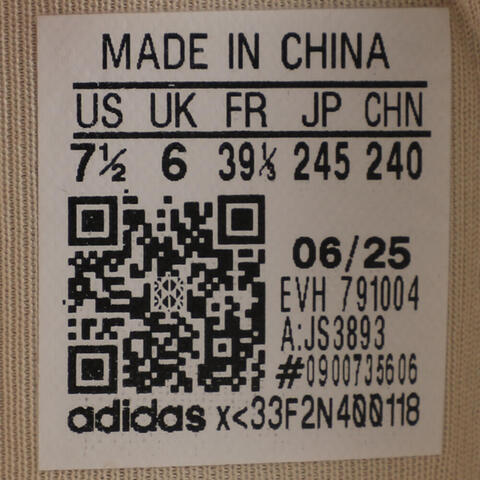 MADE IN CHINA
US UK FR JP CHN
7½ 6 39⅓ 245 240
06/25
EVH 791004
A:JS3893
#0900735606
adidas x<33F2N400118